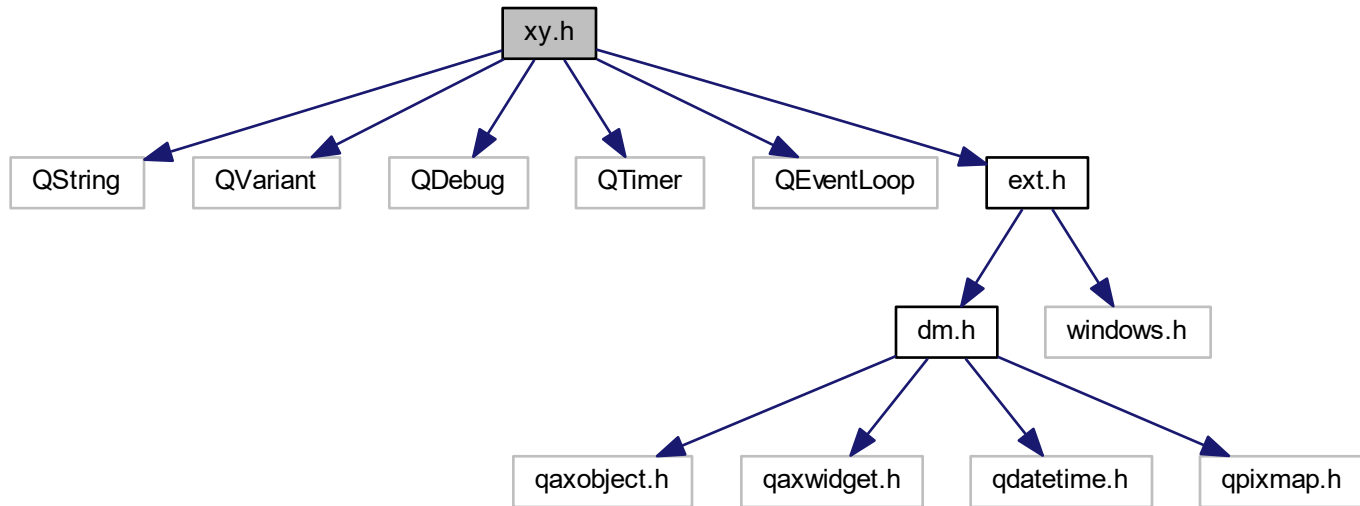 xy.h
QString
QVariant
QDebug
QTimer
QEventLoop
ext.h
dm.h
windows.h
qaxobject.h
qaxwidget.h
qdatetime.h
qpixmap.h